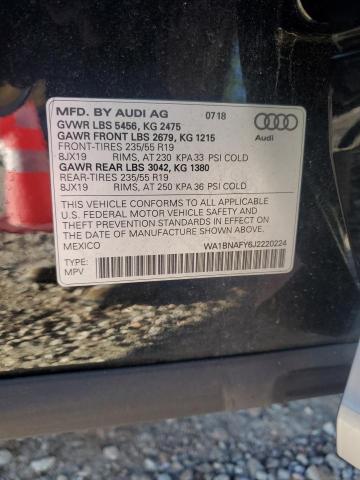 MFD. BY AUDI AG 07/18
GVWR LBS 5456, KG 2475
GAWR FRONT LBS 2679, KG 1215
FRONT-TIRES 235/55 R19
8JX19 RIMS, AT 230 KPA 33 PSI COLD
GAWR REAR LBS 3042, KG 1380
REAR-TIRES 235/55 R19
8JX19 RIMS, AT 250 KPA 36 PSI COLD
Audi
THIS VEHICLE CONFORMS TO ALL APPLICABLE
U.S. FEDERAL MOTOR VEHICLE SAFETY AND
THEFT PREVENTION STANDARDS IN EFFECT ON
THE DATE OF MANUFACTURE SHOWN ABOVE.
MEXICO WA1BNAFY6J2220224
TYPE:
MPV